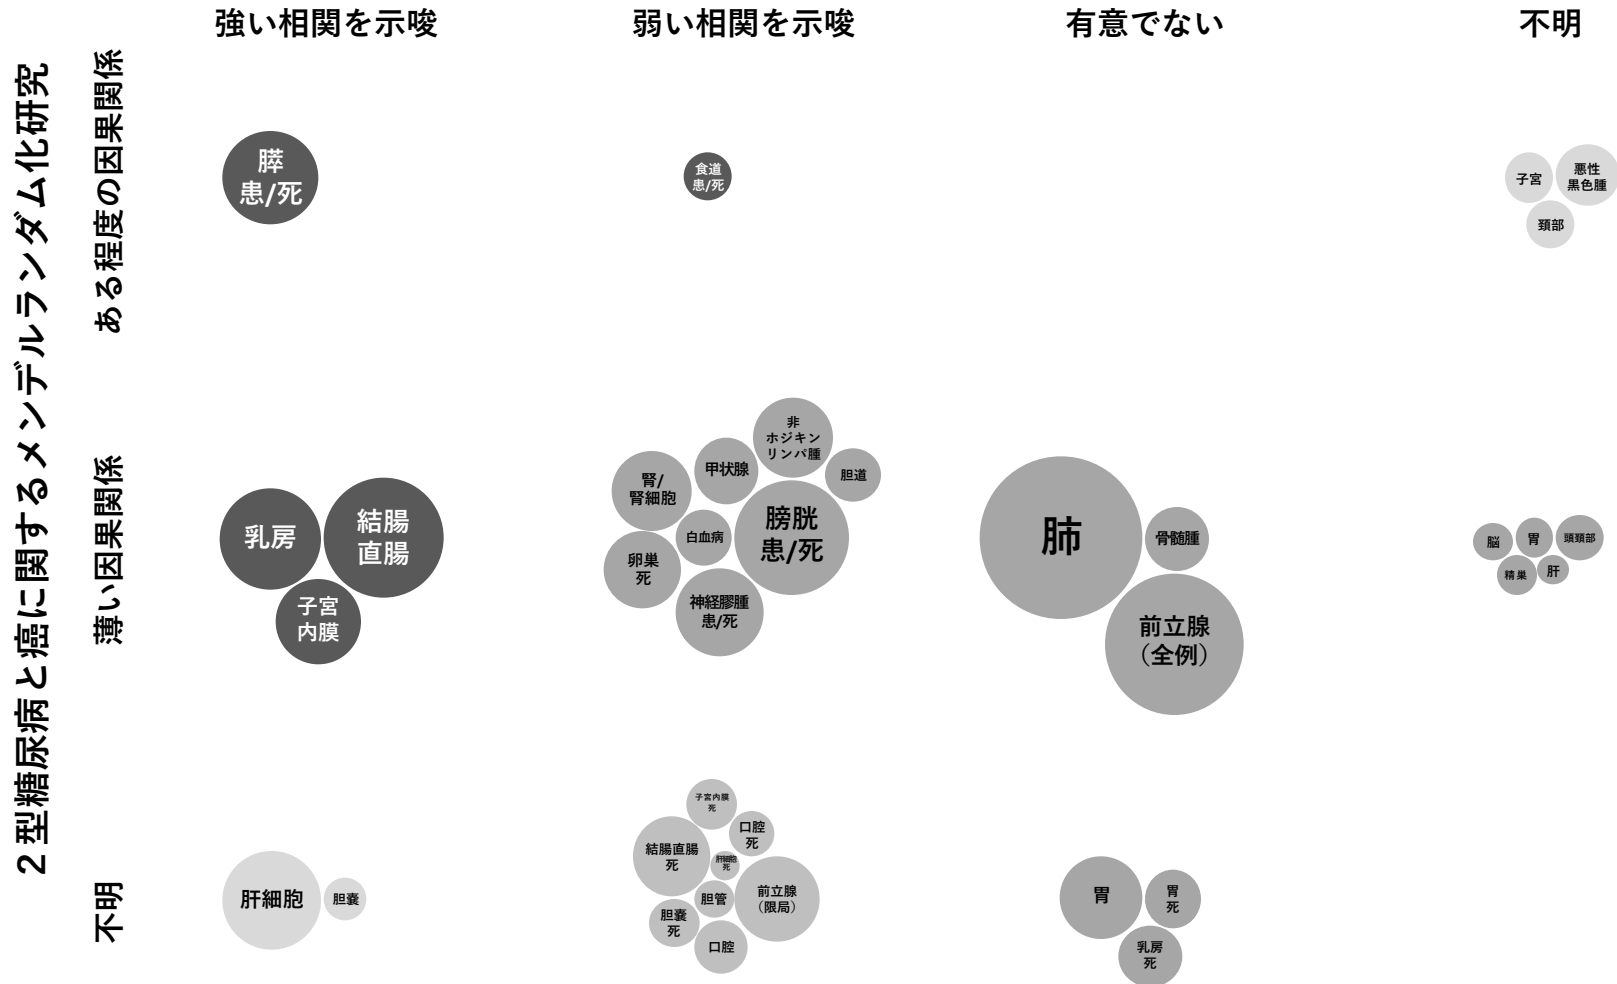 強い相関を示唆
弱い相関を示唆
有意でない
不明
2型糖尿病と癌に関するメンデルランダム化研究
ある程度の因果関係
膵
患/死
食道
患/死
子宮
悪性
黒色腫
頚部
薄い因果関係
乳房
結腸
直腸
子宮
内膜
非
ホジキン
リンパ腫
甲状腺
胆道
腎/
腎細胞
膀胱
患/死
白血病
卵巣
死
神経膠腫
患/死
肺
骨髄腫
前立腺
（全例）
脳
胃
頭頚部
精巣
肝
不明
肝細胞
胆嚢
子宮内膜
死
口腔
死
結腸直腸
死
肝細胞
死
胆管
前立腺
（限局）
胆嚢
死
口腔
胃
胃
死
乳房
死